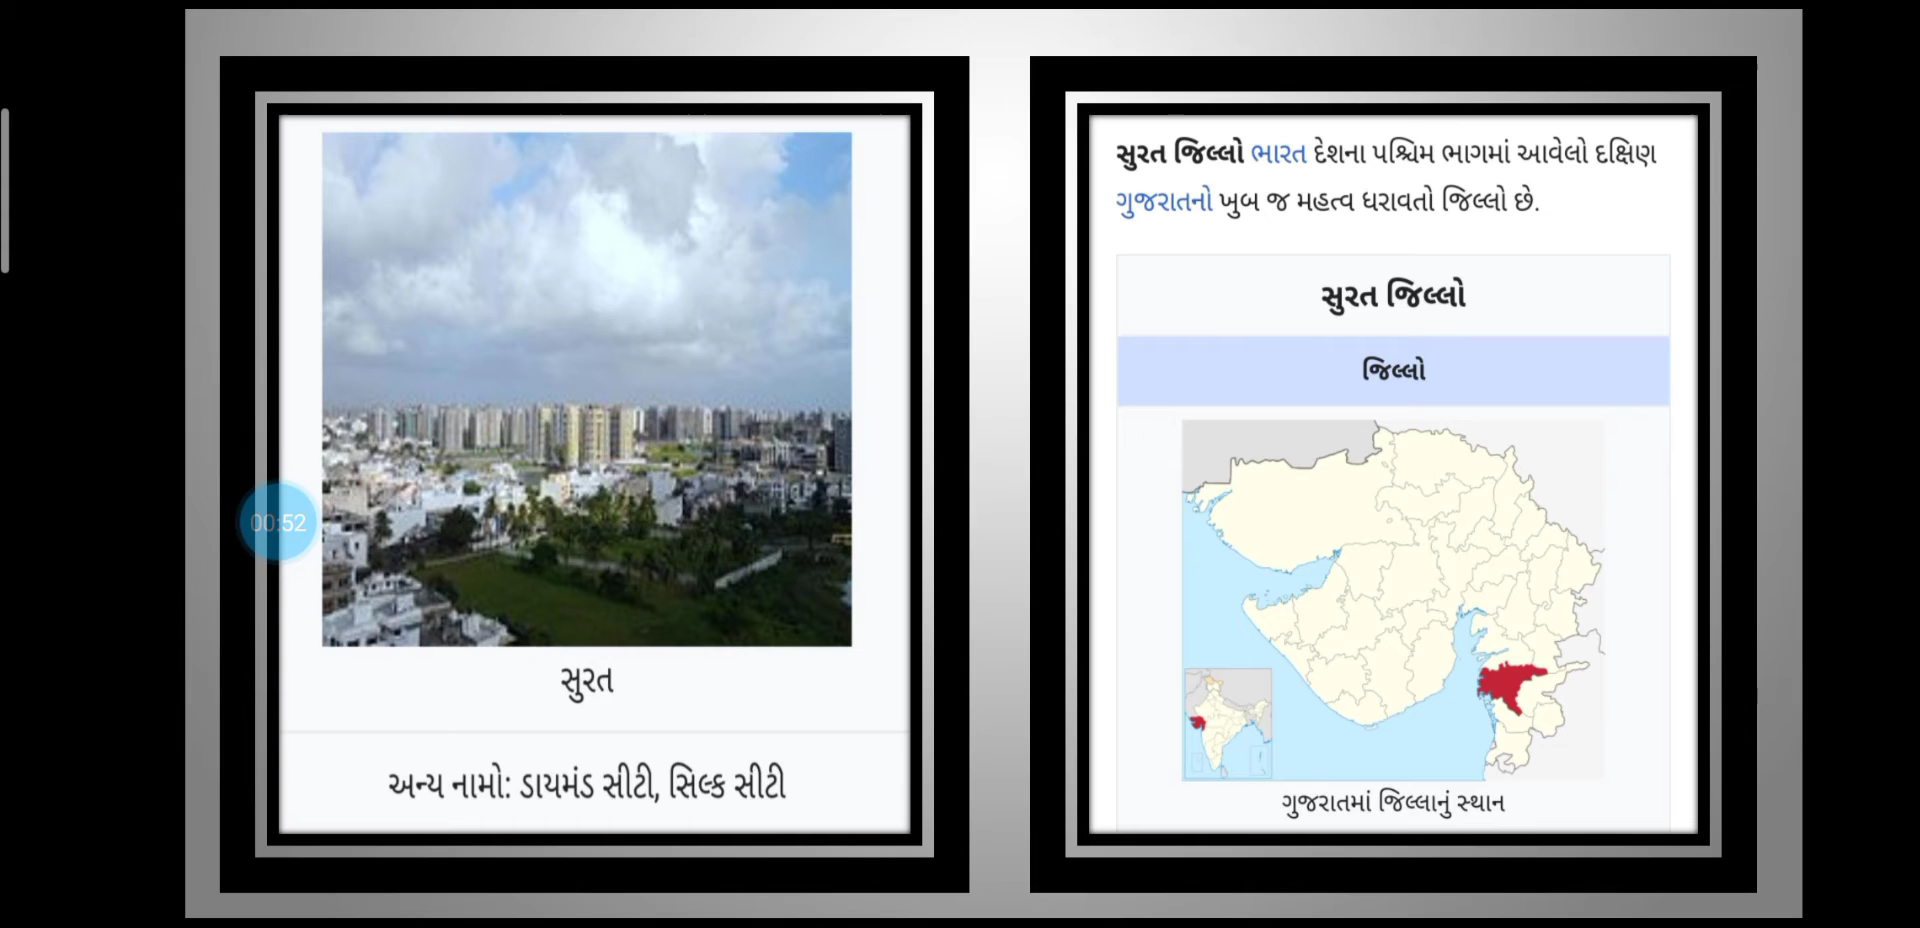 00:52
સુરત
અન્ય નામો: ડાયમંડ સીટી, સિલ્ક સીટી
સુરત જિલ્લો ભારત દેશના પશ્ચિમ ભાગમાં આવેલો દક્ષિણ
ગુજરાતનો ખુબ જ મહત્વ ધરાવતો જિલ્લો છે.
સુરત જિલ્લો
જિલ્લો
ગુજરાતમાં જિલ્લાનું સ્થાન